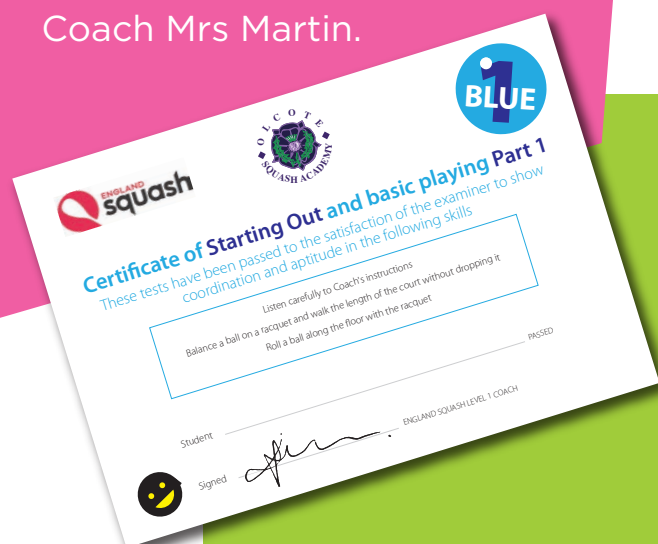 Coach Mrs Martin.
1
BLUE
OLCOTE
SQUASH ACADEMY
ENGLAND
squash
Certificate of Starting Out and basic playing Part 1
These tests have been passed to the satisfaction of the examiner to show
coordination and aptitude in the following skills
Listen carefully to Coach's instructions
Balance a ball on a racquet and walk the length of the court without dropping it
Roll a ball along the floor with the racquet
Student
PASSED
Signed
ENGLAND SQUASH LEVEL 1 COACH